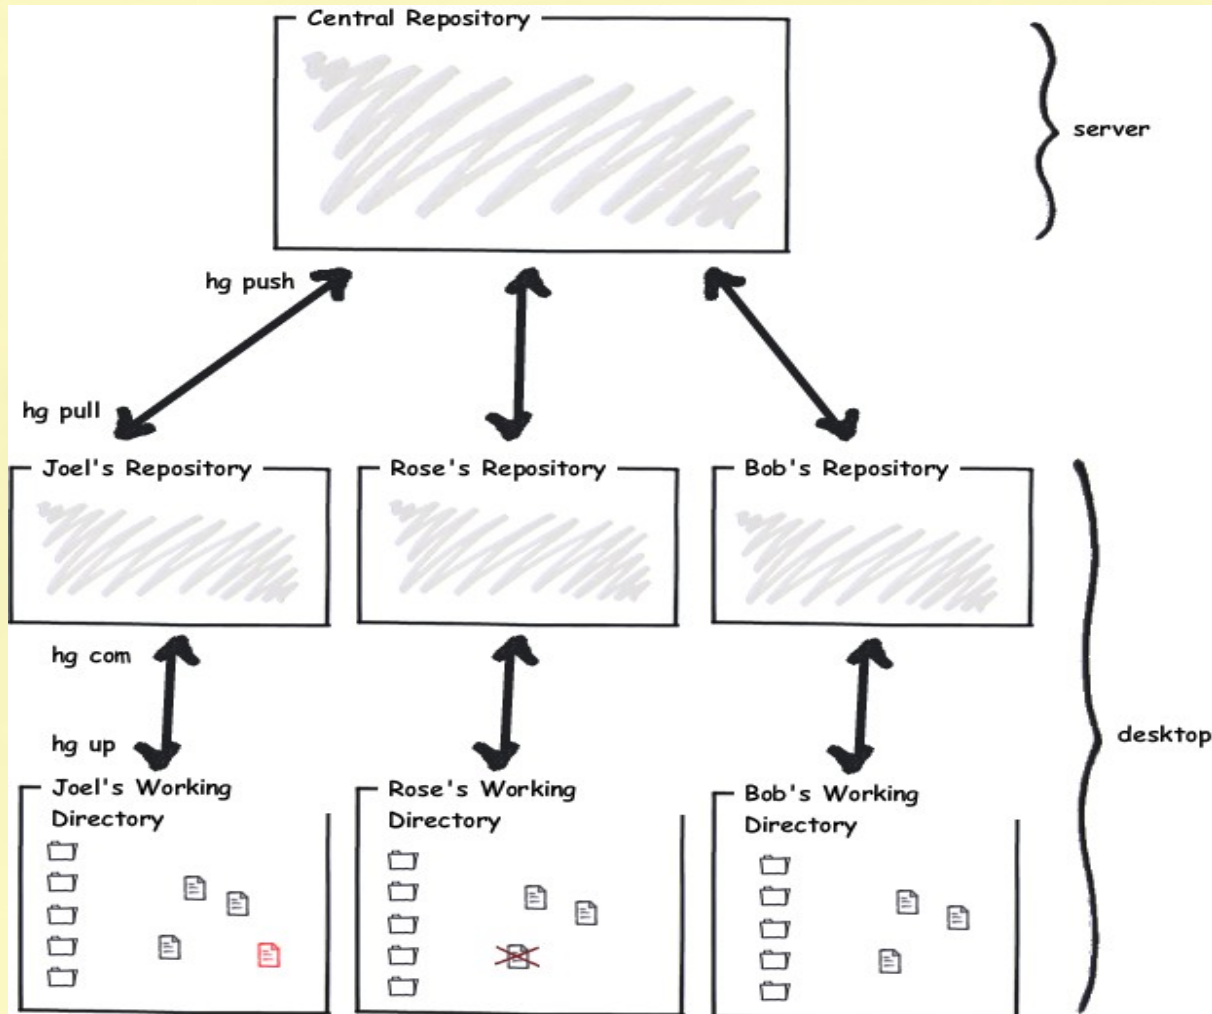 Central Repository
server
hg push
hg pull
Joel's Repository
Rose's Repository
Bob's Repository
hg com
hg up
desktop
Joel's Working
Directory
Rose's Working
Directory
Bob's Working
Directory